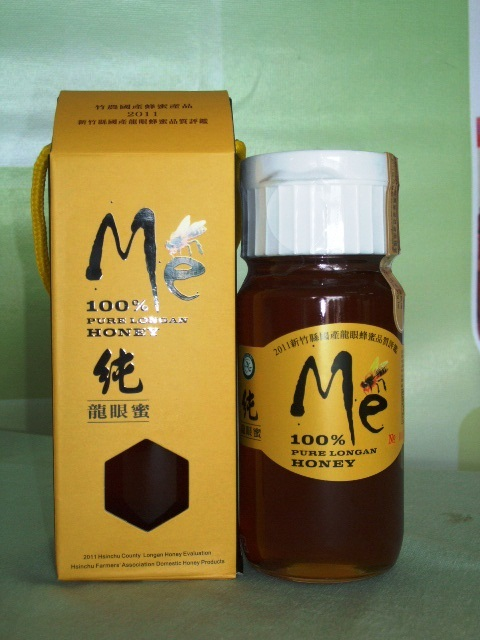 竹農國產蜂蜜產品
2011
新竹縣國產龍眼蜂蜜品質評鑑
Me
100%
PURE LONGAN
HONEY
純
龍眼蜜
2011 Hsinchu County Longan Honey Evaluation
Hsinchu Farmers' Association Domestic Honey Products
2011新竹縣國產龍眼蜂蜜品質評鑑
Me
100%
PURE LONGAN
HONEY
純
龍眼蜜